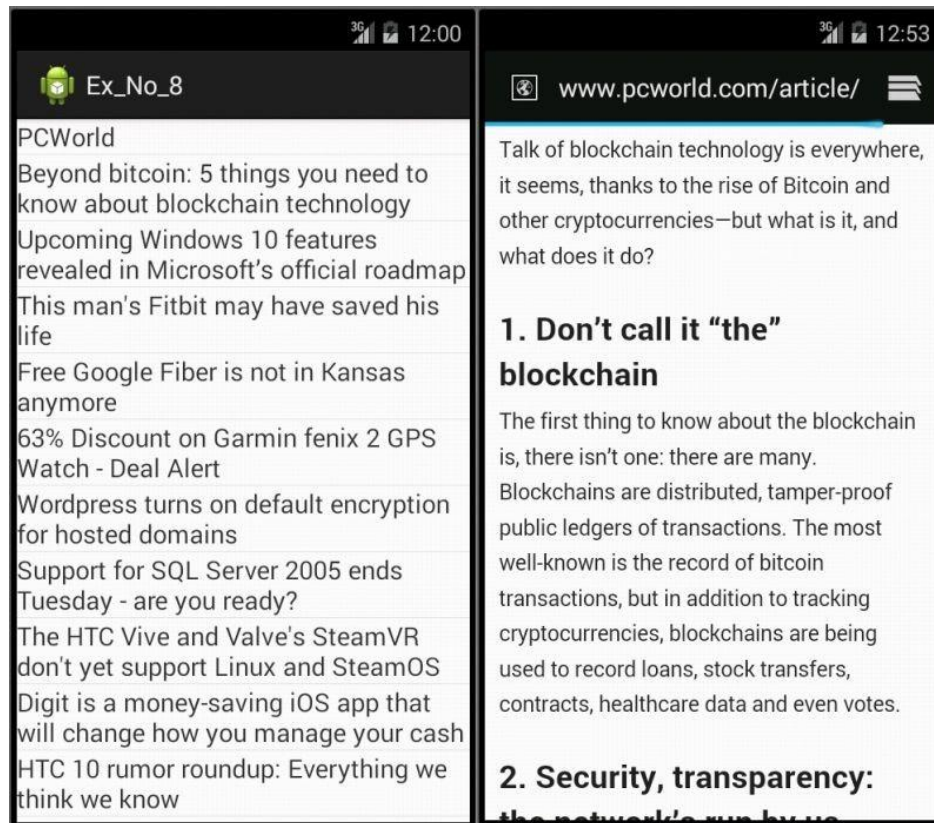 3G 12:00
Ex_No_8
PCWorld
Beyond bitcoin: 5 things you need to
know about blockchain technology
Upcoming Windows 10 features
revealed in Microsoft’s official roadmap
This man's Fitbit may have saved his
life
Free Google Fiber is not in Kansas
anymore
63% Discount on Garmin fenix 2 GPS
Watch - Deal Alert
Wordpress turns on default encryption
for hosted domains
Support for SQL Server 2005 ends
Tuesday - are you ready?
The HTC Vive and Valve's SteamVR
don't yet support Linux and SteamOS
Digit is a money-saving iOS app that
will change how you manage your cash
HTC 10 rumor roundup: Everything we
think we know
3G 12:53
www.pcworld.com/article/
Talk of blockchain technology is everywhere,
it seems, thanks to the rise of Bitcoin and
other cryptocurrencies—but what is it, and
what does it do?
1. Don’t call it “the”
blockchain
The first thing to know about the blockchain
is, there isn’t one: there are many.
Blockchains are distributed, tamper-proof
public ledgers of transactions. The most
well-known is the record of bitcoin
transactions, but in addition to tracking
cryptocurrencies, blockchains are being
used to record loans, stock transfers,
contracts, healthcare data and even votes.
2. Security, transparency:
the network’s run by us